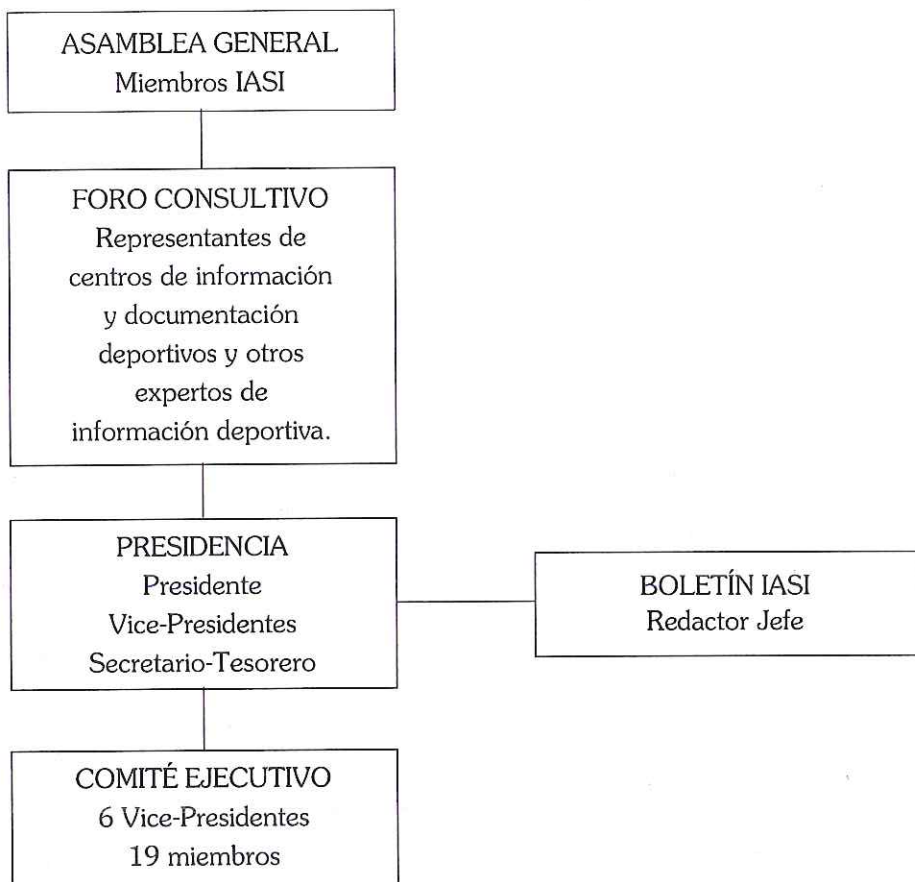 ASAMBLEA GENERAL
Miembros IASI
FORO CONSULTIVO
Representantes de
centros de información
y documentación
deportivos y otros
expertos de
información deportiva.
PRESIDENCIA
Presidente
Vice-Presidentes
Secretario-Tesorero
BOLETÍN IASI
Redactor Jefe
COMITÉ EJECUTIVO
6 Vice-Presidentes
19 miembros